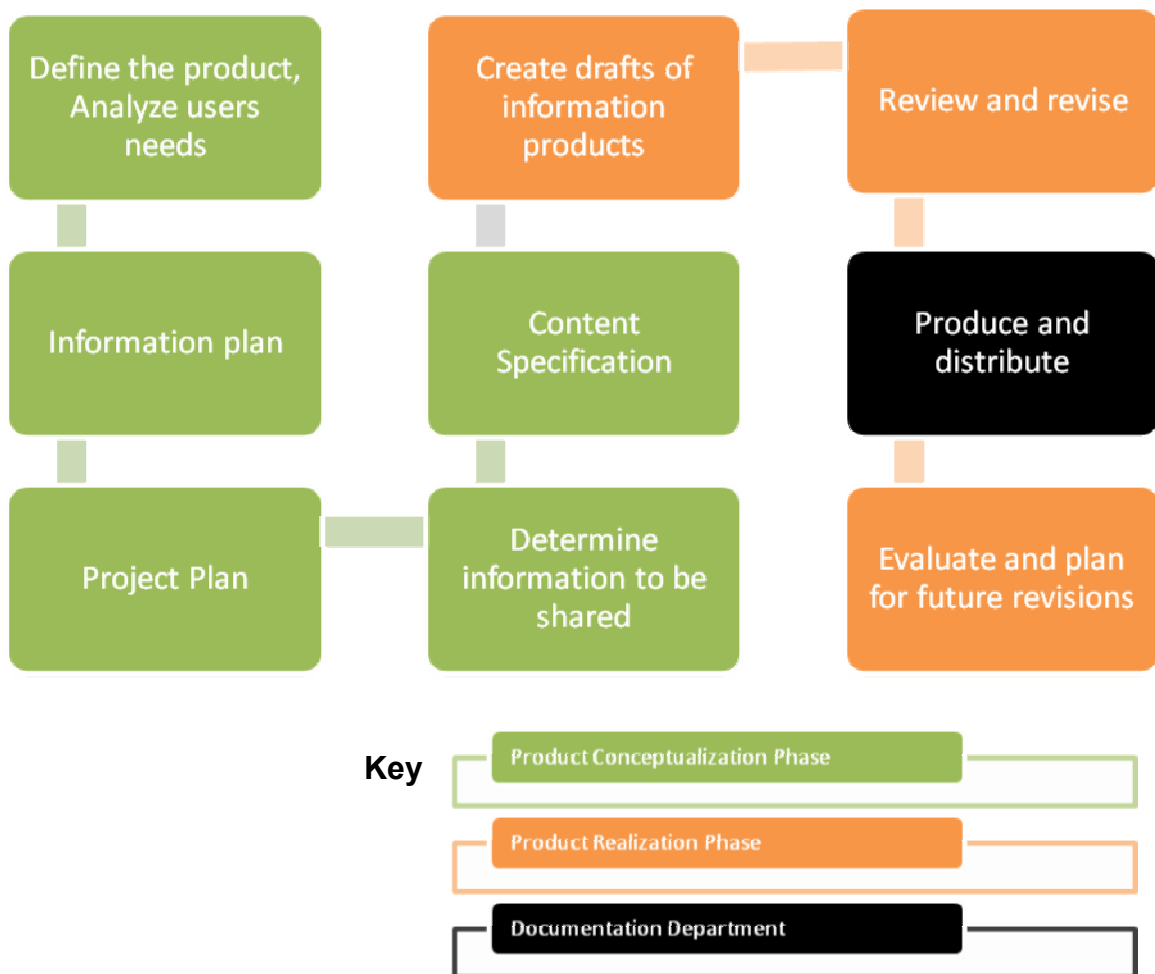 Define the product,
Analyze users
needs
Information plan
Project Plan
Determine
information to be
shared
Content
Specification
Create drafts of
information
products
Review and revise
Produce and
distribute
Evaluate and plan
for future revisions
Key
Product Conceptualization Phase
Product Realization Phase
Documentation Department